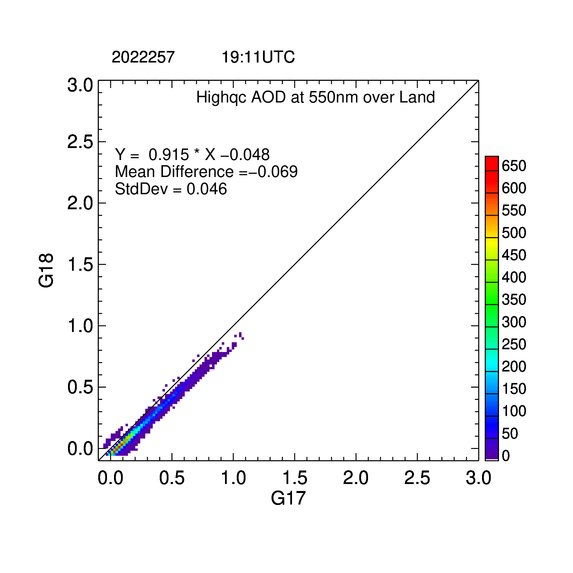 2022257 19:11UTC
Highqc AOD at 550nm over Land
Y = 0.915 * X −0.048
Mean Difference =−0.069
StdDev = 0.046
3.0
2.5
2.0
1.5
1.0
0.5
0.0
G18
0.0 0.5 1.0 1.5 2.0 2.5 3.0
G17
650
600
550
500
450
400
350
300
250
200
150
100
50
0